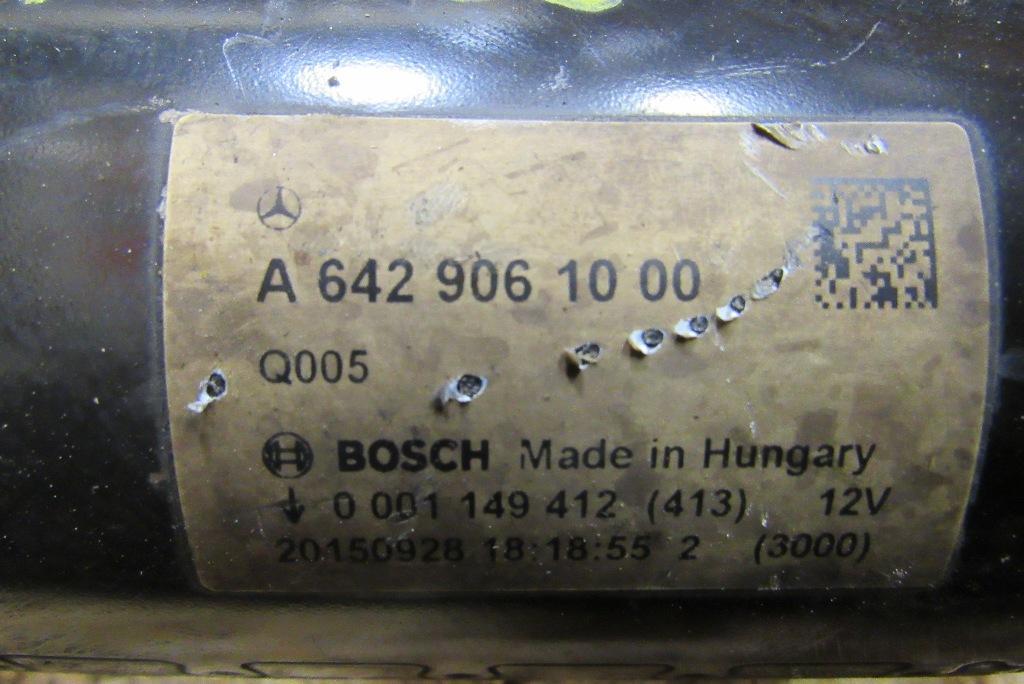 A 642 906 10 00
Q005
BOSCH Made in Hungary
0 001 149 412 (413) 12V
20150928 18:18:55 2 (3000)